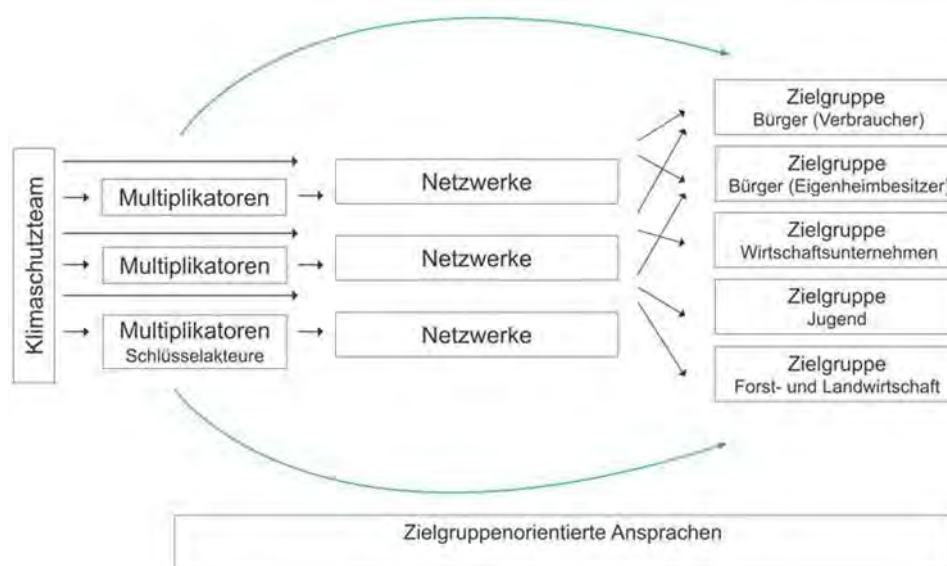 Klimaschutzteam
Multiplikatoren
Multiplikatoren
Multiplikatoren
Schlüsselakteure
Netzwerke
Netzwerke
Netzwerke
Zielgruppe
Bürger (Verbraucher)
Zielgruppe
Bürger (Eigenheimbesitzer)
Zielgruppe
Wirtschaftsunternehmen
Zielgruppe
Jugend
Zielgruppe
Forst- und Landwirtschaft
Zielgruppenorientierte Ansprachen